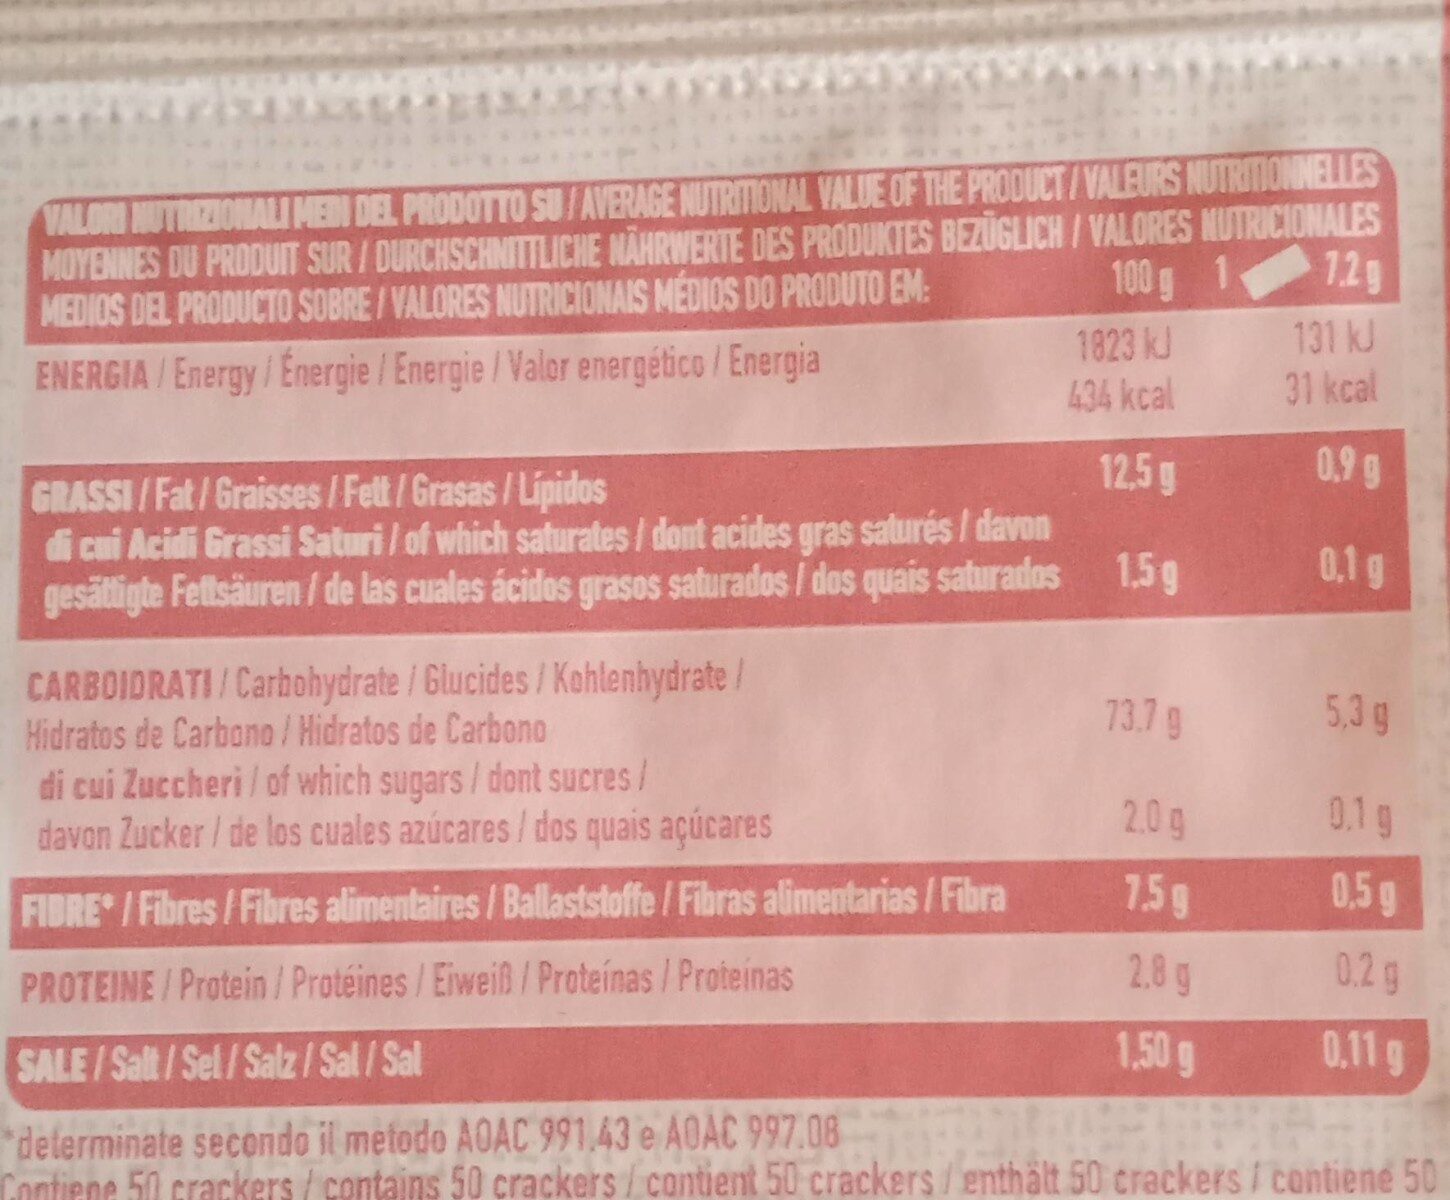 VALORI NUTRIZIONALI MEDI DEL PRODOTTO SU / AVERAGE NUTRITIONAL VALUE OF THE PRODUCT / VALEURS NUTRITIONNELLES
MOYENNES DU PRODUIT SUR / DURCHSCHNITTLICHE NÄHRWERTE DES PRODUKTES BEZÜGLICH / VALORES NUTRICIONALES
MEDIOS DEL PRODUCTO SOBRE / VALORES NUTRICIONAIS MÉDIOS DO PRODUTO EM: 100 g 1 7,2 g
ENERGIA / Energy / Énergie / Energie / Valor energético / Energia 1823 kJ 131 kJ
434 kcal 31 kcal
GRASSI / Fat / Graisses / Fett / Grasas / Lípidos 12,5 g 0,9 g
di cui Acidi Grassi Saturi / of which saturates / dont acides gras saturés / davon
gesättigte Fettsäuren / de las cuales ácidos grasos saturados / dos quais saturados 1,5 g 0,1 g
CARBOIDRATI / Carbohydrate / Glucides / Kohlenhydrate /
Hidratos de Carbono / Hidratos de Carbono 73,7 g 5,3 g
di cui Zuccheri / of which sugars / dont sucres /
davon Zucker / de los cuales azúcares / dos quais açúcares 2,0 g 0,1 g
FIBRE* / Fibres / Fibres alimentaires / Ballaststoffe / Fibras alimentarias / Fibra 7,5 g 0,5 g
PROTEINE / Protein / Protéines / Eiweiß / Proteínas / Proteínas 2,8 g 0,2 g
SALE / Salt / Sel / Salz / Sal / Sal 1,50 g 0,11 g
*determinate secondo il metodo AOAC 991.43 e AOAC 997.08
Contiene 50 crackers / contains 50 crackers / contient 50 crackers / enthält 50 crackers / contiene 50